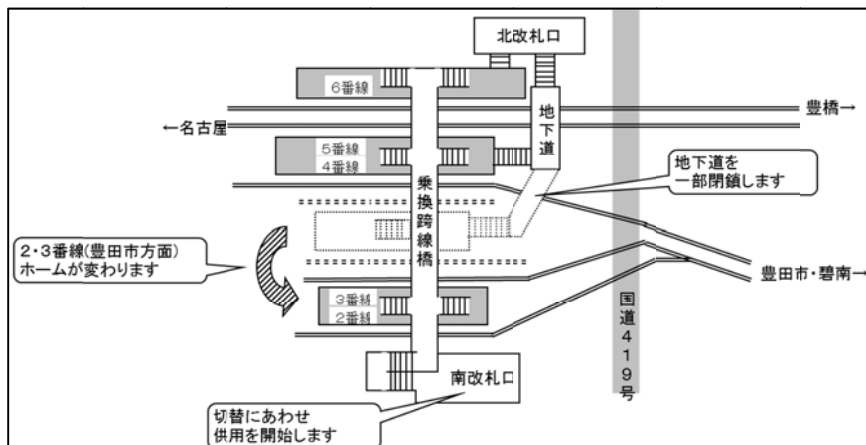 北改札口
6番線
豊橋→
←名古屋
地下道
5番線
4番線
地下道を
一部閉鎖します
乗換跨線橋
2・3番線(豊田市方面)
ホームが変わります
豊田市・碧南→
3番線
2番線
国道419号
南改札口
切替にあわせ
供用を開始します